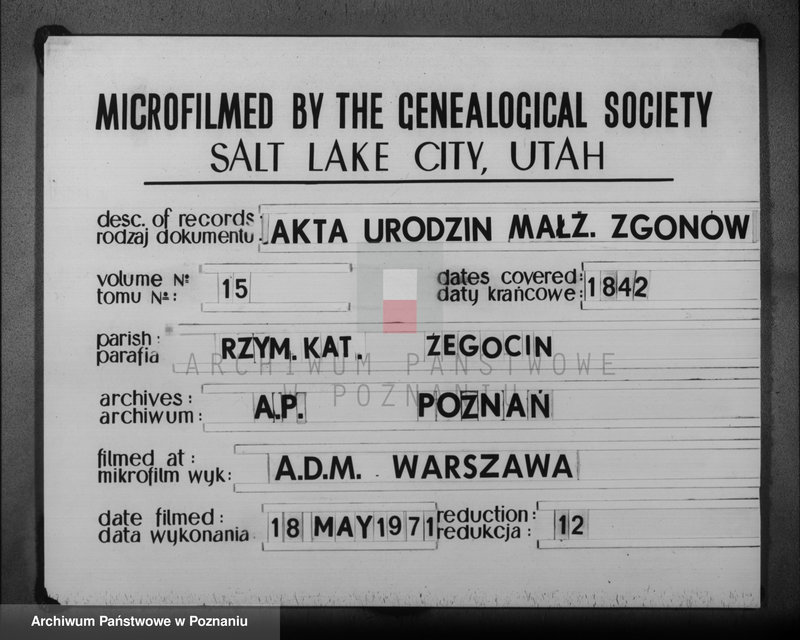 MICROFILMED BY THE GENEALOGICAL SOCIETY
SALT LAKE CITY, UTAH
desc. of records:
rodzaj dokumentu: AKTA URODZIN MAŁŻ. ZGONÓW
volume №
tomu №: 15
dates covered:
daty krańcowe: 1842
parish:
parafia RZYM. KAT. ŻEGOCIN
ARCHIWUM PAŃSTWOWE
W POZNANIU
archives:
archiwum: A.P. POZNAŃ
filmed at:
mikrofilm wyk: A.D.M. WARSZAWA
date filmed:
data wykonania 18 MAY 1971
reduction:
redukcja: 12
Archiwum Państwowe w Poznaniu